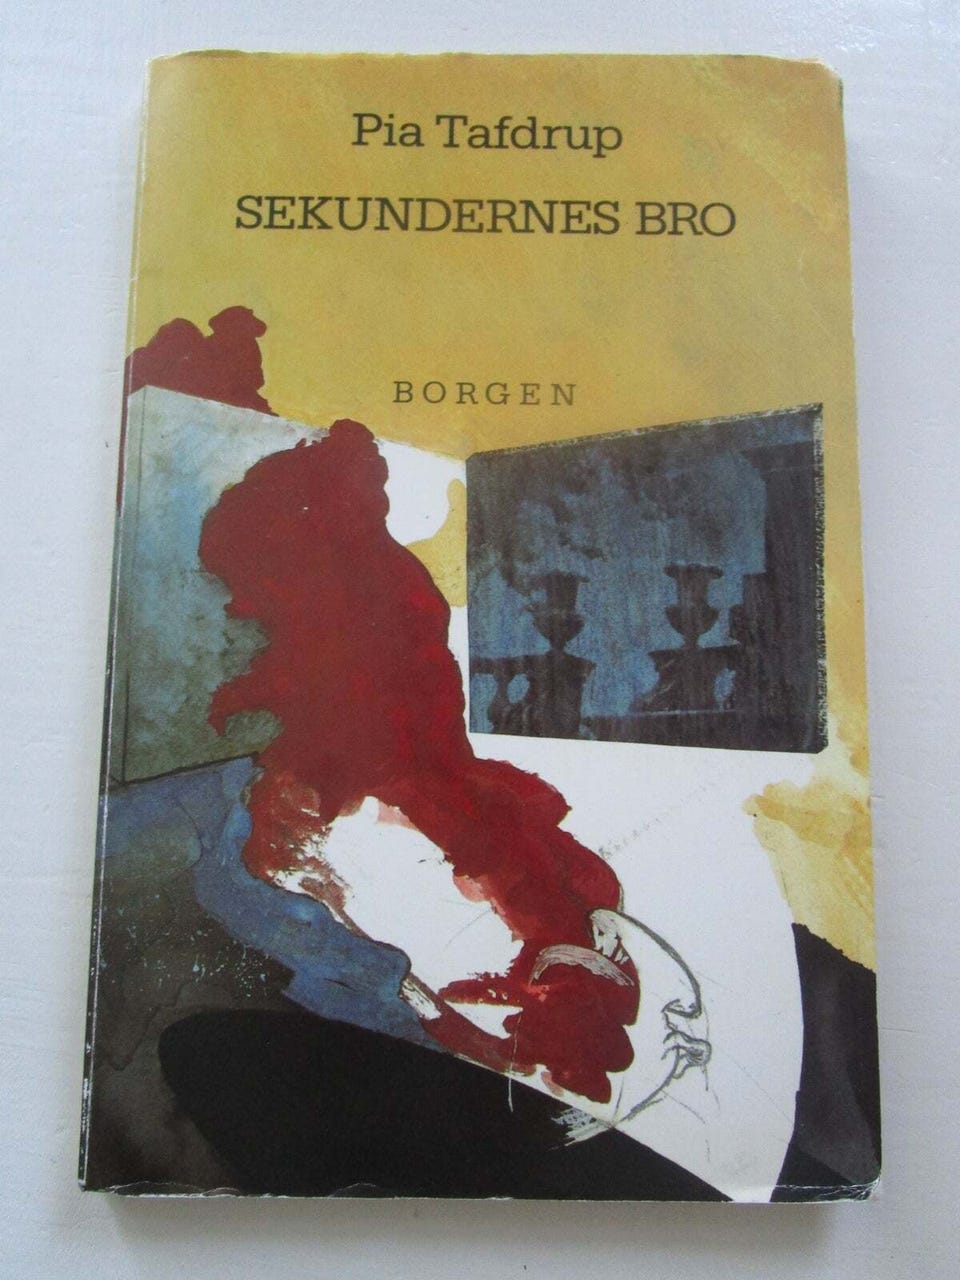 Pia Tafdrup
SEKUNDERNES BRO
BORGEN